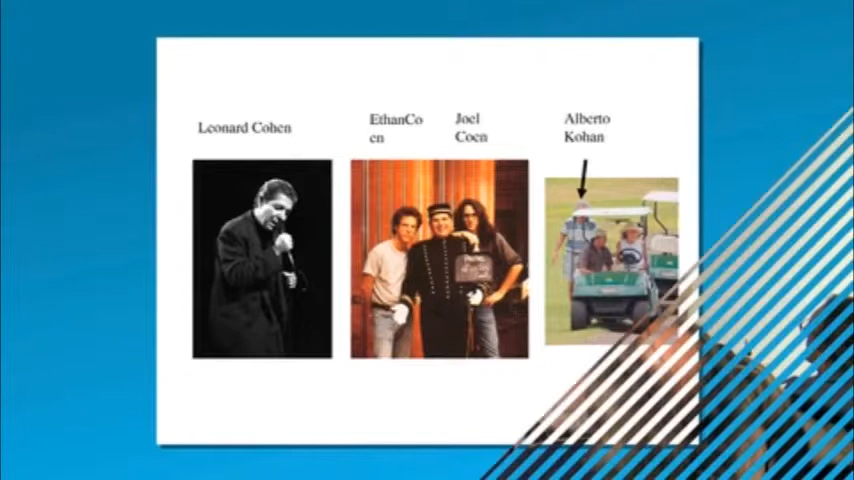 Leonard Cohen
EthanCo
en
Joel
Coen
Alberto
Kohan